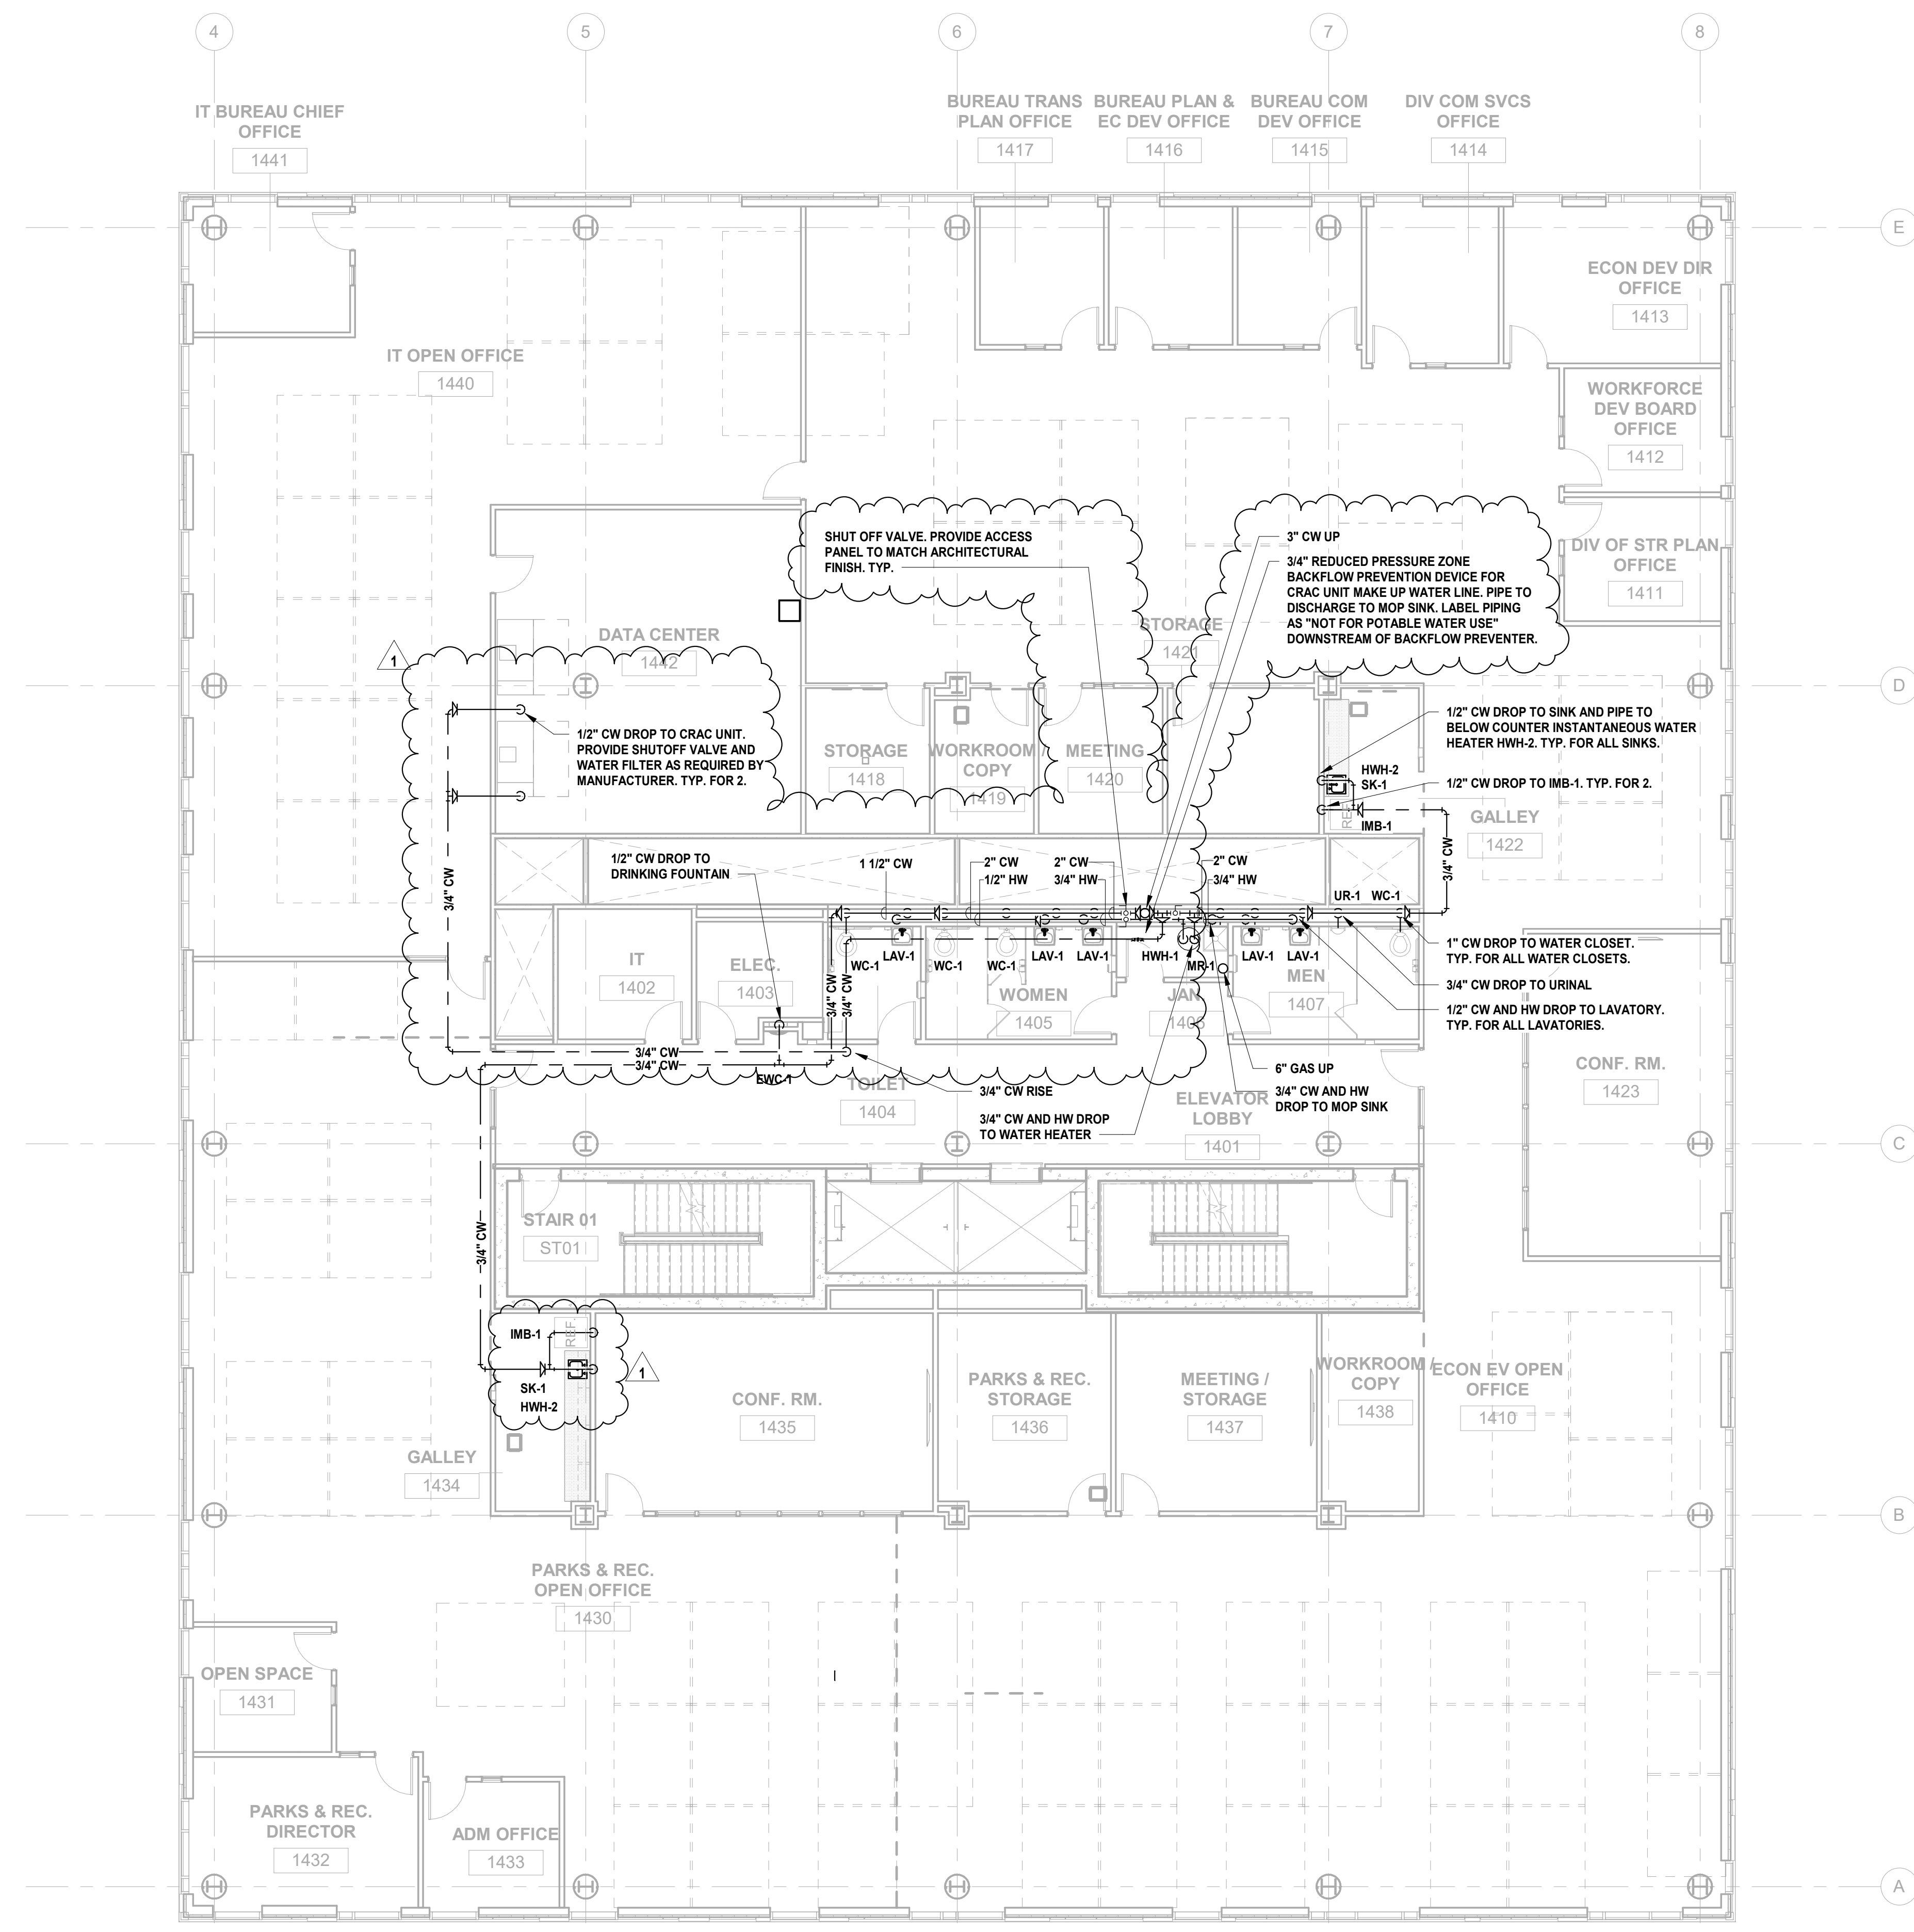 4
5
6
7
8
IT BUREAU CHIEF
OFFICE
1441
BUREAU TRANS
PLAN OFFICE
1417
BUREAU PLAN &
EC DEV OFFICE
1416
BUREAU COM
DEV OFFICE
1415
DIV COM SVCS
OFFICE
1414
E
ECON DEV DIR
OFFICE
1413
IT OPEN OFFICE
1440
WORKFORCE
DEV BOARD
OFFICE
1412
SHUT OFF VALVE. PROVIDE ACCESS
PANEL TO MATCH ARCHITECTURAL
FINISH. TYP.
3" CW UP
3/4" REDUCED PRESSURE ZONE
BACKFLOW PREVENTION DEVICE FOR
CRAC UNIT MAKE UP WATER LINE. PIPE TO
DISCHARGE TO MOP SINK. LABEL PIPING
AS "NOT FOR POTABLE WATER USE"
DOWNSTREAM OF BACKFLOW PREVENTER.
DIV OF STR PLAN
OFFICE
1411
DATA CENTER
1442
STORAGE
1421
1
D
1/2" CW DROP TO CRAC UNIT.
PROVIDE SHUTOFF VALVE AND
WATER FILTER AS REQUIRED BY
MANUFACTURER. TYP. FOR 2.
STORAGE
1418
WORKROOM /
COPY
1419
MEETING
1420
1/2" CW DROP TO SINK AND PIPE TO
BELOW COUNTER INSTANTANEOUS WATER
HEATER HWH-2. TYP. FOR ALL SINKS.
HWH-2
SK-1
1/2" CW DROP TO IMB-1. TYP. FOR 2.
REF.
IMB-1
GALLEY
1422
3/4" CW
3/4" CW
1/2" CW DROP TO
DRINKING FOUNTAIN
1 1/2" CW
2" CW
1/2" HW
2" CW
3/4" HW
2" CW
3/4" HW
UR-1
WC-1
IT
1402
ELEC.
1403
WC-1
LAV-1
WC-1
WC-1
LAV-1
LAV-1
HWH-1
MR-1
LAV-1
LAV-1
WOMEN
1405
JAN
1406
MEN
1407
1" CW DROP TO WATER CLOSET.
TYP. FOR ALL WATER CLOSETS.
3/4" CW DROP TO URINAL
1/2" CW AND HW DROP TO LAVATORY.
TYP. FOR ALL LAVATORIES.
3/4" CW
3/4" CW
3/4" CW
3/4" CW
EWC-1
TOILET
1404
3/4" CW RISE
3/4" CW AND HW DROP
TO WATER HEATER
6" GAS UP
3/4" CW AND HW
DROP TO MOP SINK
ELEVATOR
LOBBY
1401
CONF. RM.
1423
C
STAIR 01
ST01
3/4" CW
IMB-1
REF.
SK-1
HWH-2
1
CONF. RM.
1435
PARKS & REC.
STORAGE
1436
MEETING /
STORAGE
1437
WORKROOM /
COPY
1438
ECON EV OPEN
OFFICE
1410
GALLEY
1434
B
PARKS & REC.
OPEN OFFICE
1430
OPEN SPACE
1431
PARKS & REC.
DIRECTOR
1432
ADM OFFICE
1433
A